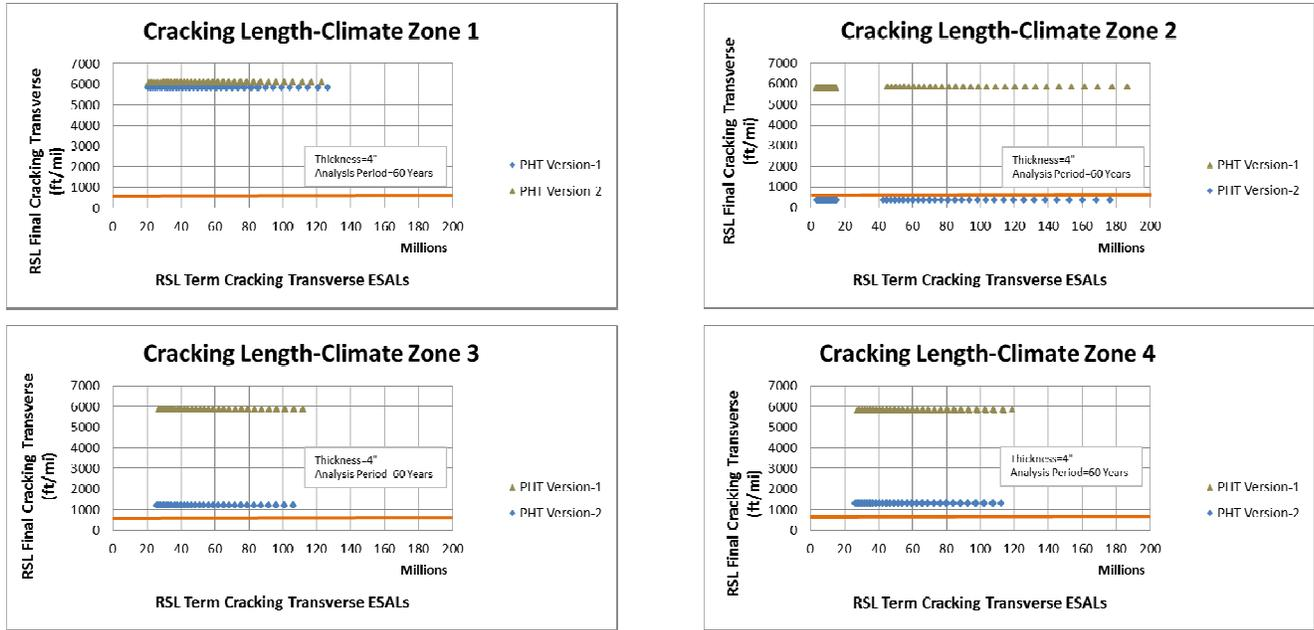 Cracking Length-Climate Zone 1
RSL Final Cracking Transverse
(ft/mi)
7000
6000
5000
4000
3000
2000
1000
0
Thickness=4"
Analysis Period=60 Years
0 20 40 60 80 100 120 140 160 180 200
Millions
RSL Term Cracking Transverse ESALs
PHT Version-1
PHT Version 2
Cracking Length-Climate Zone 2
RSL Final Cracking Transverse
(ft/mi)
7000
6000
5000
4000
3000
2000
1000
0
Thickness=4"
Analysis Period=60 Years
0 20 40 60 80 100 120 140 160 180 200
Millions
RSL Term Cracking Transverse ESALs
PHT Version-1
PHT Version-2
Cracking Length-Climate Zone 3
RSL Final Cracking Transverse
(ft/mi)
7000
6000
5000
4000
3000
2000
1000
0
Thickness=4"
Analysis Period 60 Years
0 20 40 60 80 100 120 140 160 180 200
Millions
RSL Term Cracking Transverse ESALs
PHT Version-1
PHT Version-2
Cracking Length-Climate Zone 4
RSL Final Cracking Transverse
(ft/mi)
7000
6000
5000
4000
3000
2000
1000
0
Thickness=4"
Analysis Period=60 Years
0 20 40 60 80 100 120 140 160 180 200
Millions
RSL Term Cracking Transverse ESALs
PHT Version-1
PHT Version-2